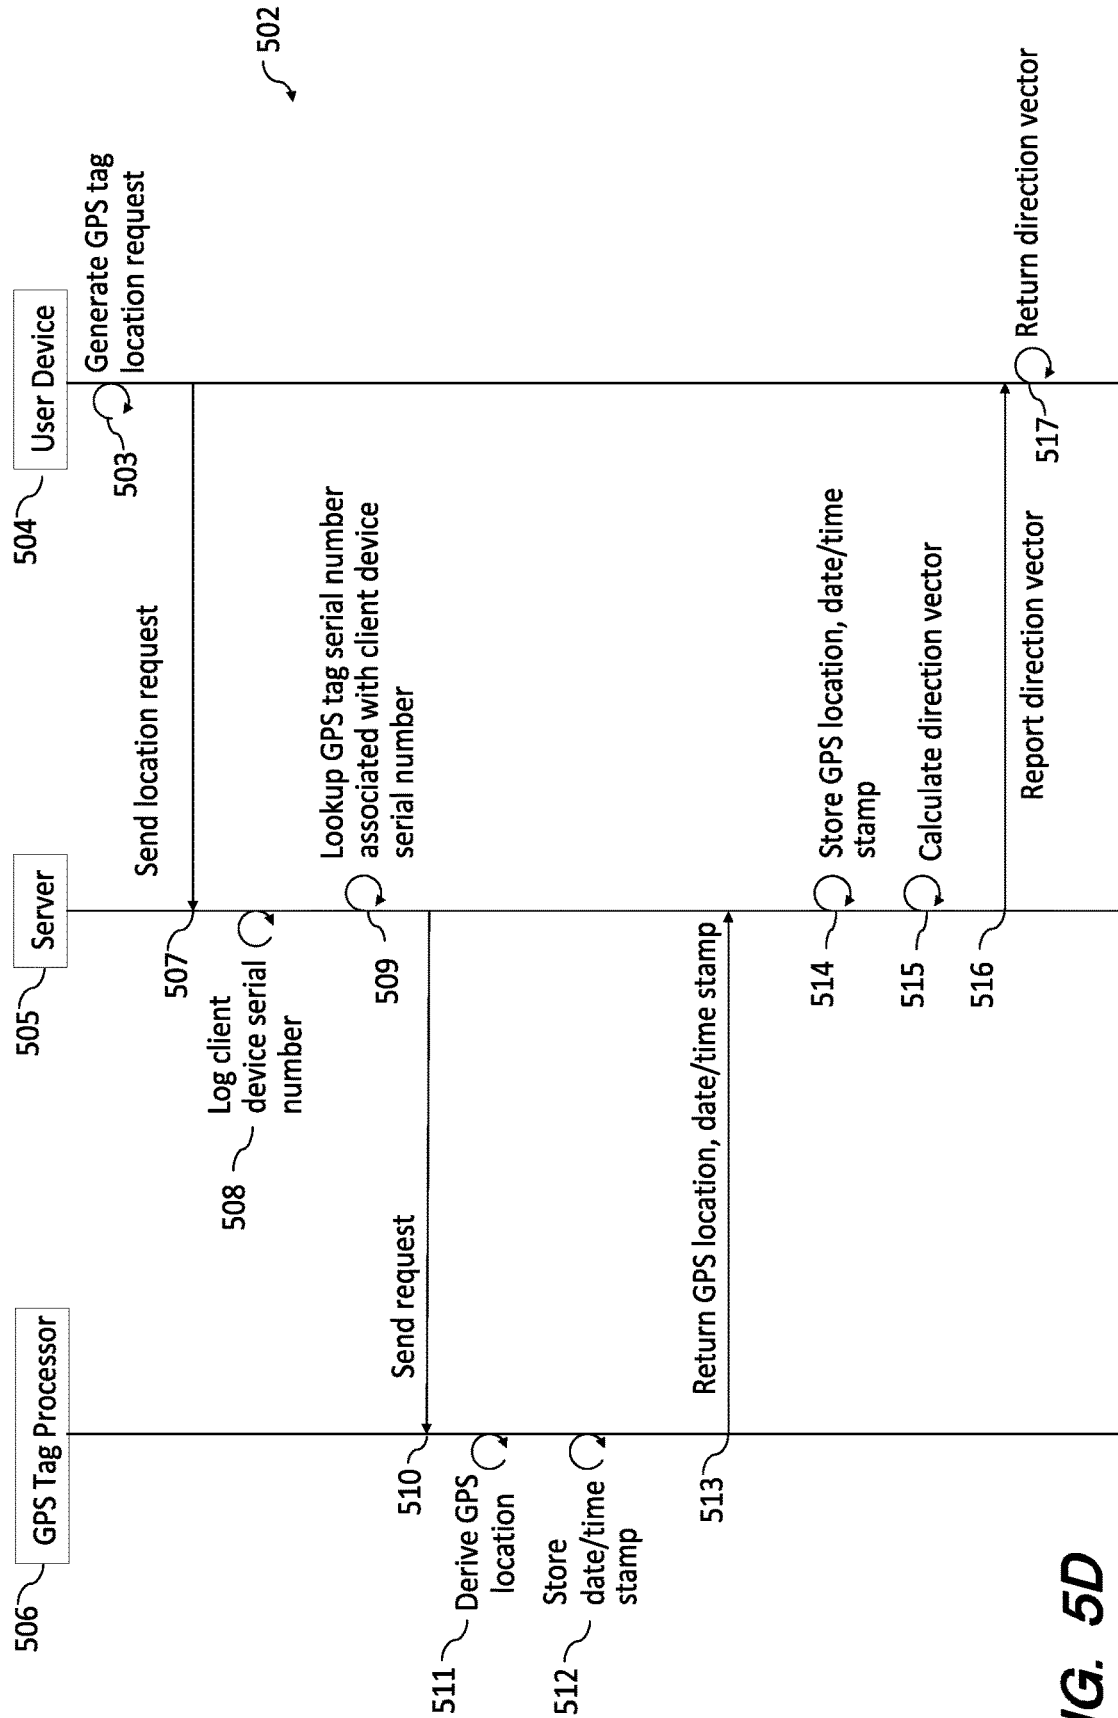 506
GPS Tag Processor
505
Server
504
User Device
502
503
Generate GPS tag
location request
Send location request
507
Log client
device serial
number
508
Lookup GPS tag serial number
associated with client device
serial number
509
Send request
510
511
Derive GPS
location
512
Store
date/time
stamp
Return GPS location, date/time stamp
513
Store GPS location, date/time
stamp
514
Calculate direction vector
515
516
Report direction vector
Return direction vector
517
IG. 5D